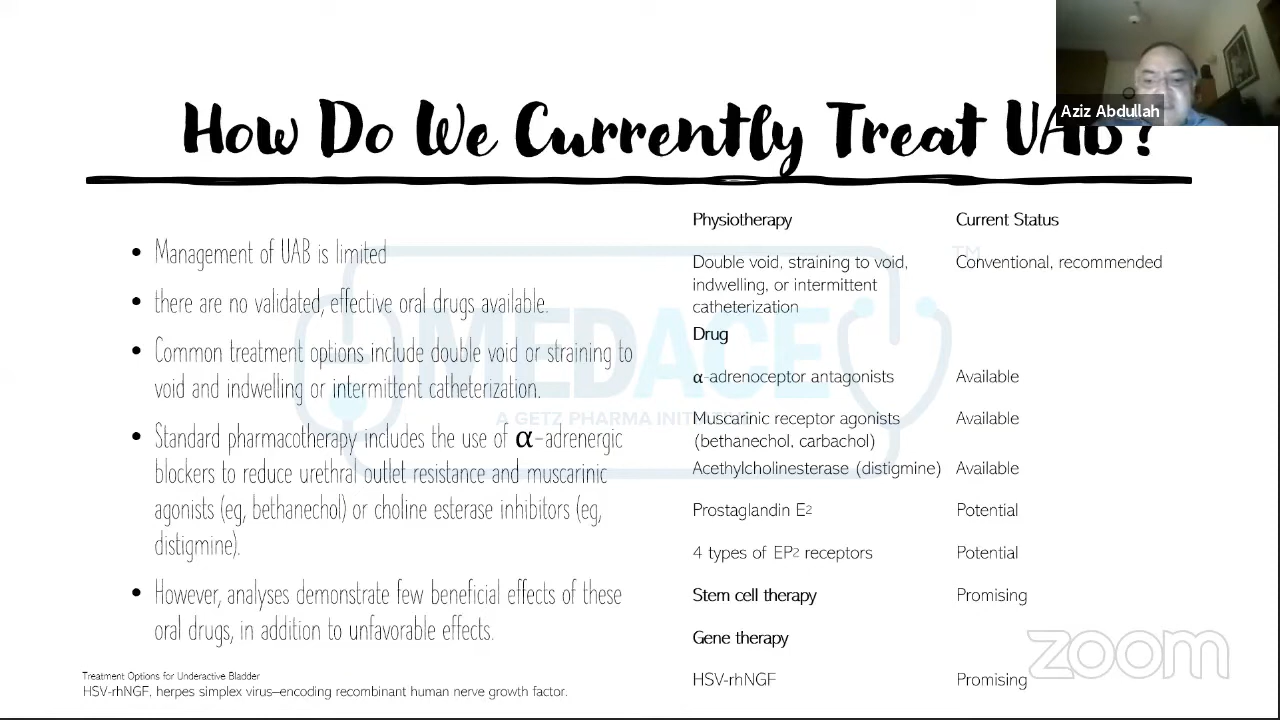 Aziz Abdullah
How Do We Currently Treat UAB?
• Management of UAB is limited
• there are no validated, effective oral drugs available.
• Common treatment options include double void or straining to
void and indwelling or intermittent catheterization.
• Standard pharmacotherapy includes the use of α-adrenergic
blockers to reduce urethral outlet resistance and muscarinic
agonists (eg, bethanechol) or choline esterase inhibitors (eg,
distigmine).
• However, analyses demonstrate few beneficial effects of these
oral drugs, in addition to unfavorable effects.
Physiotherapy Current Status
Double void, straining to void, Conventional, recommended
indwelling, or intermittent
catheterization
Drug
α-adrenoceptor antagonists Available
Muscarinic receptor agonists Available
(bethanechol, carbachol)
Acetylcholinesterase (distigmine) Available
Prostaglandin E2 Potential
4 types of EP2 receptors Potential
Stem cell therapy Promising
Gene therapy
HSV-rhNGF Promising
MEDACE ™
A GETZ PHARMA
Treatment Options for Underactive Bladder
HSV-rhNGF, herpes simplex virus–encoding recombinant human nerve growth factor.
zoom